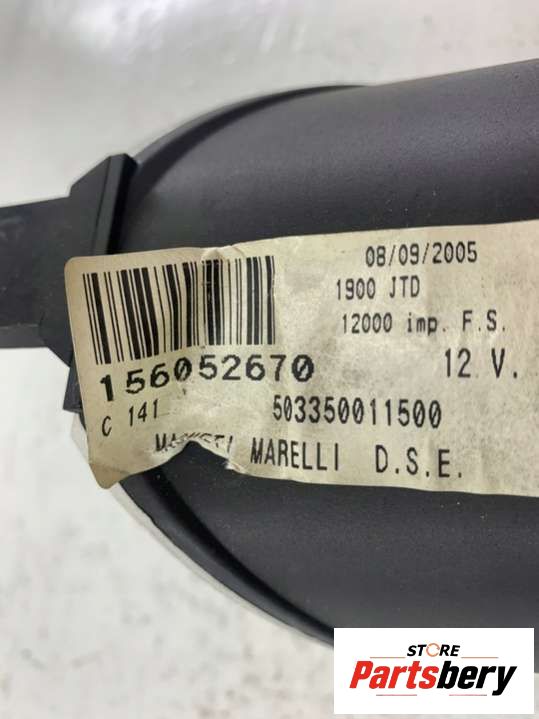 08/09/2005
1900 JTD
12000 imp. F.S.
156052670
12 V.
C 141
503350011500
MARELLI D.S.E.
STORE
Partsbery